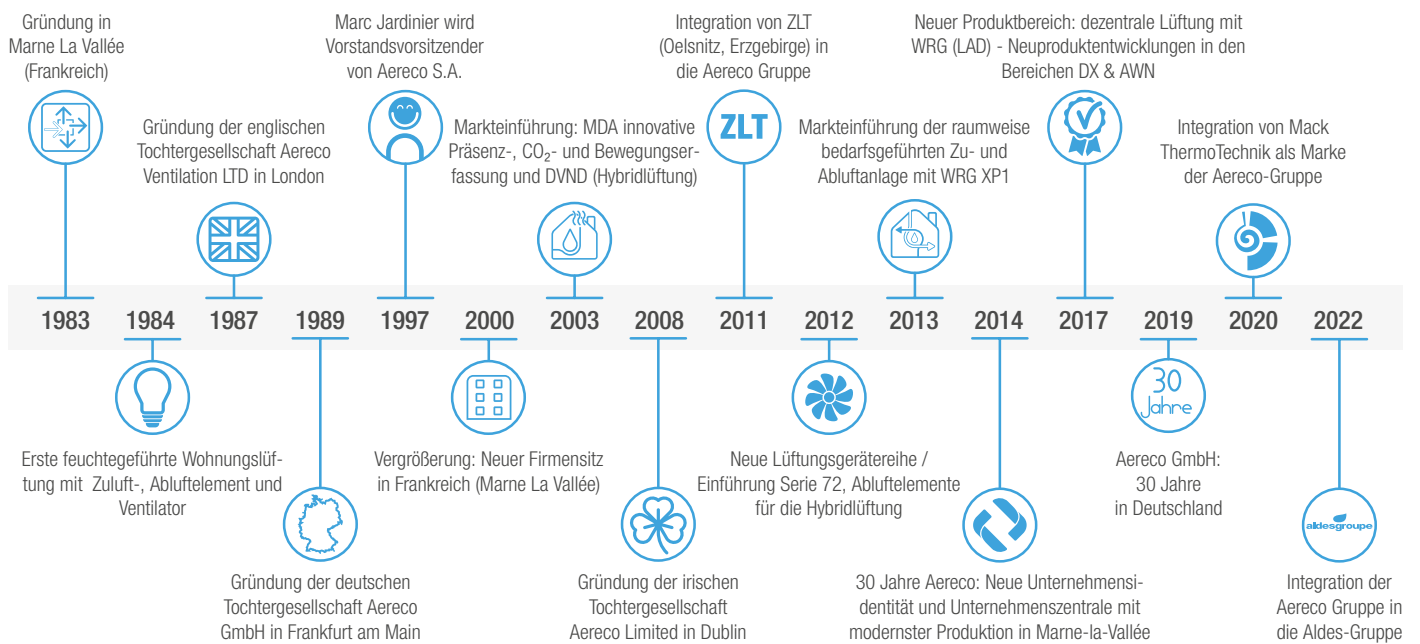 Gründung in
Marne La Vallée
(Frankreich)
Marc Jardinier wird
Vorstandsvorsitzender
von Aereco S.A.
Integration von ZLT
(Oelsnitz, Erzgebirge) in
die Aereco Gruppe
Neuer Produktbereich: dezentrale Lüftung mit
WRG (LAD) - Neuproduktentwicklungen in den
Bereichen DX & AWN
Gründung der englischen
Tochtergesellschaft Aereco
Ventilation LTD in London
Markteinführung: MDA innovative
Präsenz-, CO₂- und Bewegungser-
fassung und DVND (Hybridlüftung)
ZLT
Markteinführung der raumweise
bedarfsgeführten Zu- und
Abluftanlage mit WRG XP1
Integration von Mack
ThermoTechnik als Marke
der Aereco-Gruppe
1983 1984 1987 1989 1997 2000 2003 2008 2011 2012 2013 2014 2017 2019 2020 2022
30
Jahre
Erste feuchtegeführte Wohnungslüf-
tung mit Zuluft-, Abluftelement und
Ventilator
Vergrößerung: Neuer Firmensitz
in Frankreich (Marne La Vallée)
Neue Lüftungsgerätereihe /
Einführung Serie 72, Abluftelemente
für die Hybridlüftung
Aereco GmbH:
30 Jahre
in Deutschland
aldesgroupe
Gründung der deutschen
Tochtergesellschaft Aereco
GmbH in Frankfurt am Main
Gründung der irischen
Tochtergesellschaft
Aereco Limited in Dublin
30 Jahre Aereco: Neue Unternehmensi-
dentität und Unternehmenszentrale mit
modernster Produktion in Marne-la-Vallée
Integration der
Aereco Gruppe in
die Aldes-Gruppe